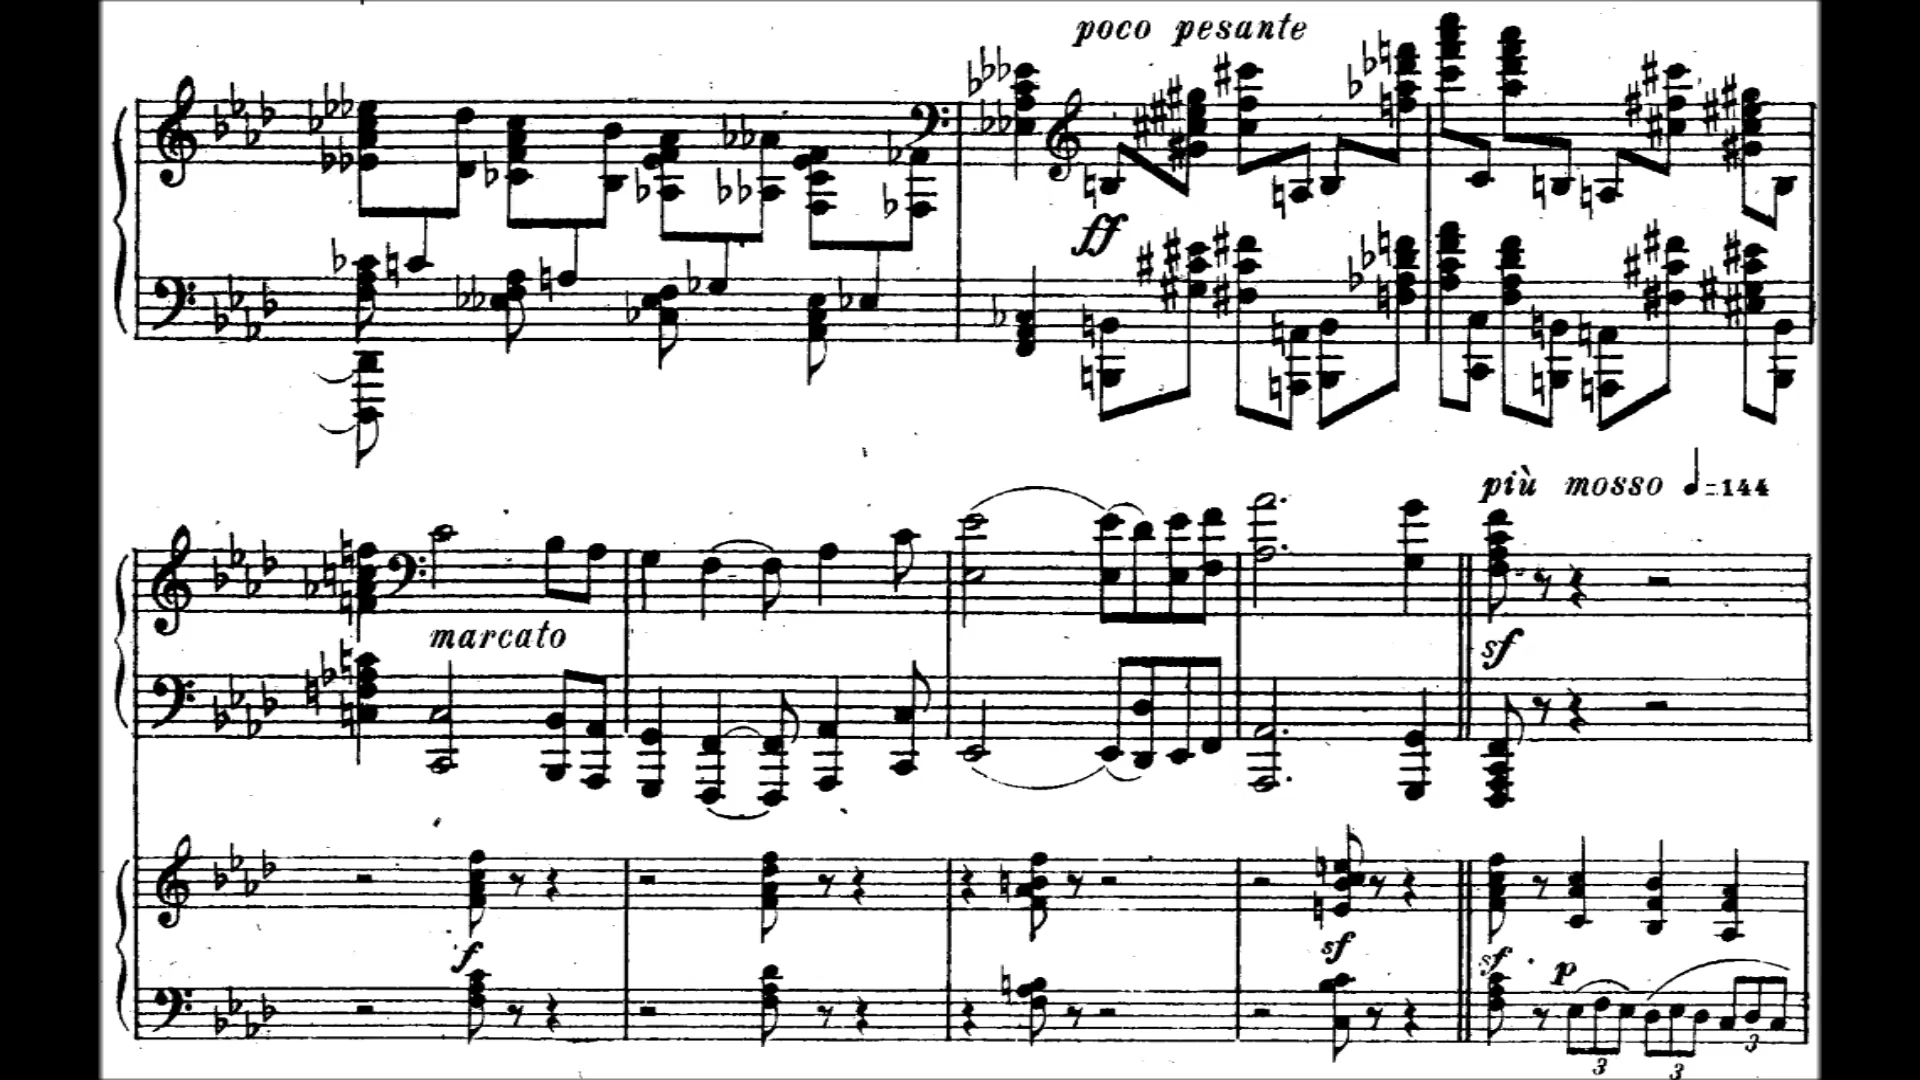 poco pesante
ff
più mosso ♩=144
marcato
sf
f
sf
sf
p
3
3
3